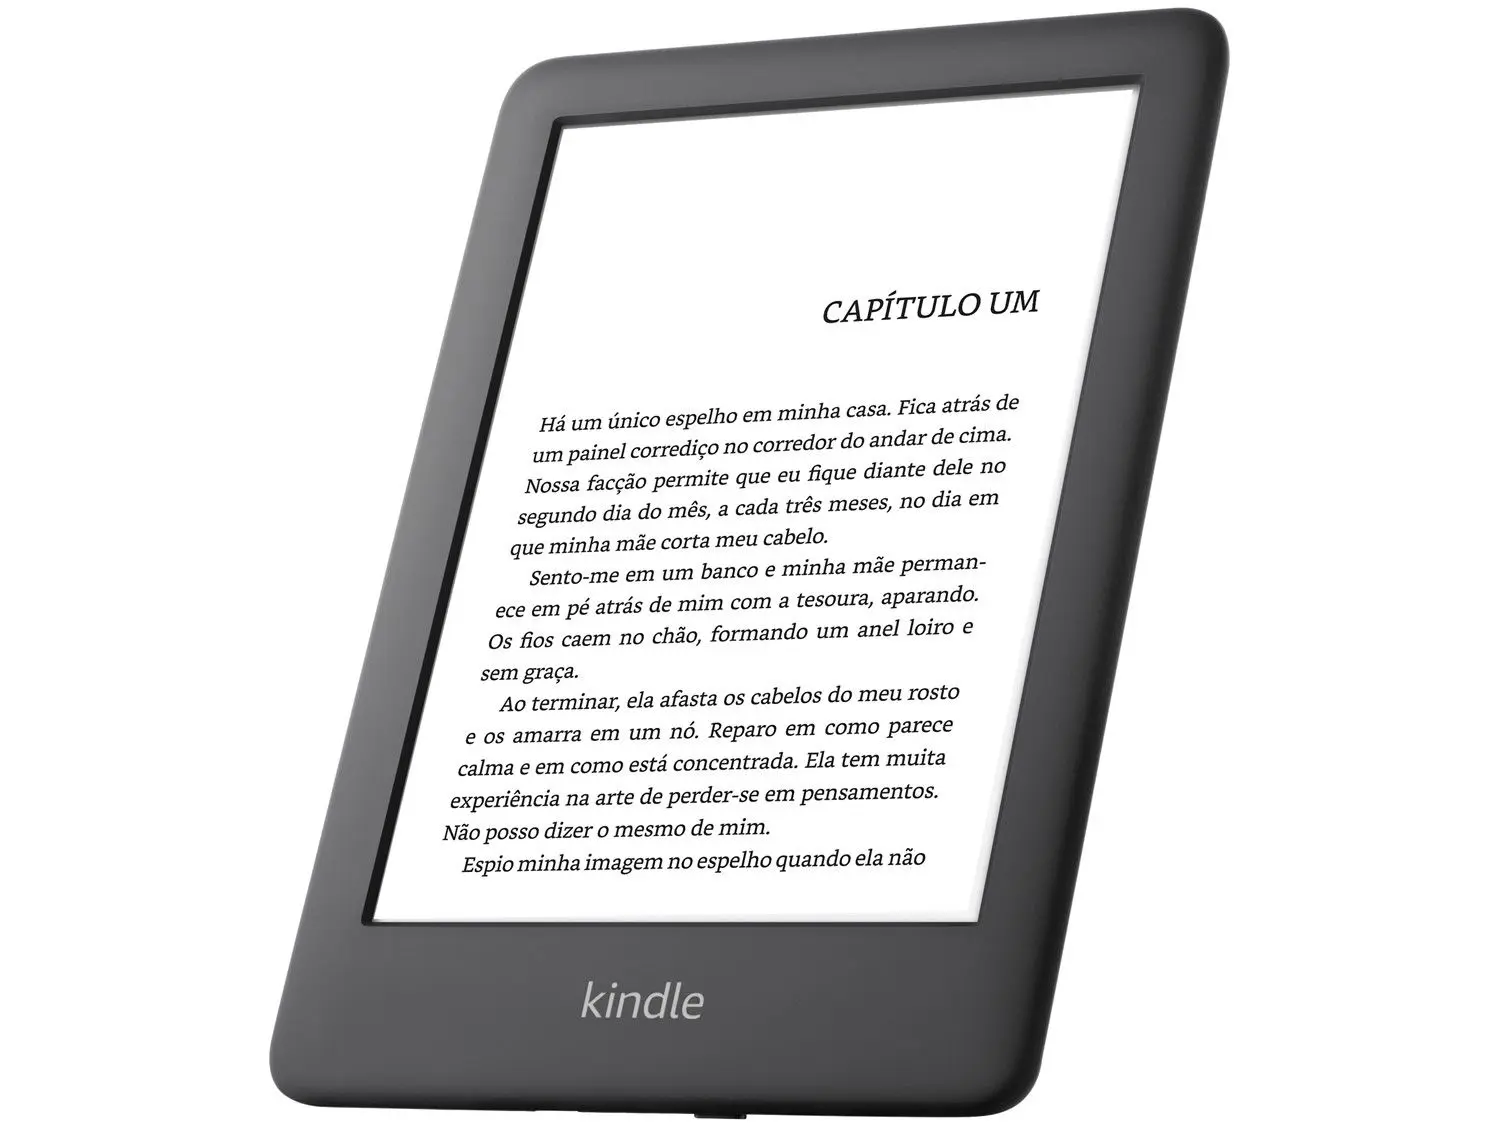 CAPÍTULO UM
Há um único espelho em minha casa. Fica atrás de
um painel corrediço no corredor do andar de cima.
Nossa facção permite que eu fique diante dele no
segundo dia do mês, a cada três meses, no dia em
que minha mãe corta meu cabelo.
Sento-me em um banco e minha mãe perman-
ece em pé atrás de mim com a tesoura, aparando.
Os fios caem no chão, formando um anel loiro e
sem graça.
Ao terminar, ela afasta os cabelos do meu rosto
e os amarra em um nó. Reparo em como parece
calma e em como está concentrada. Ela tem muita
experiência na arte de perder-se em pensamentos.
Não posso dizer o mesmo de mim.
Espio minha imagem no espelho quando ela não
kindle